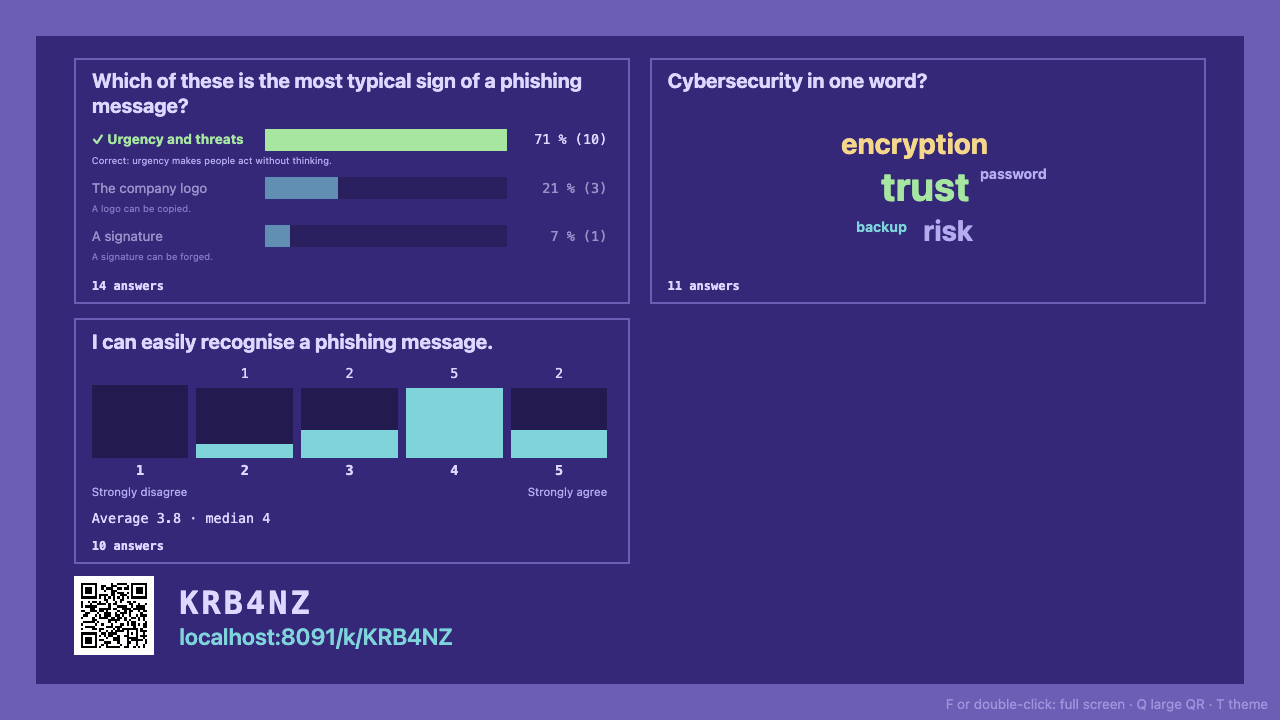 Which of these is the most typical sign of a phishing
message?
✓ Urgency and threats 71 % (10)
Correct: urgency makes people act without thinking.
The company logo 21 % (3)
A logo can be copied.
A signature 7 % (1)
A signature can be forged.
14 answers
Cybersecurity in one word?
encryption
trust password
backup risk
11 answers
I can easily recognise a phishing message.
1 2 5 2
1 2 3 4 5
Strongly disagree Strongly agree
Average 3.8 · median 4
10 answers
KRB4NZ
localhost:8091/k/KRB4NZ
F or double-click: full screen · Q large QR · T theme